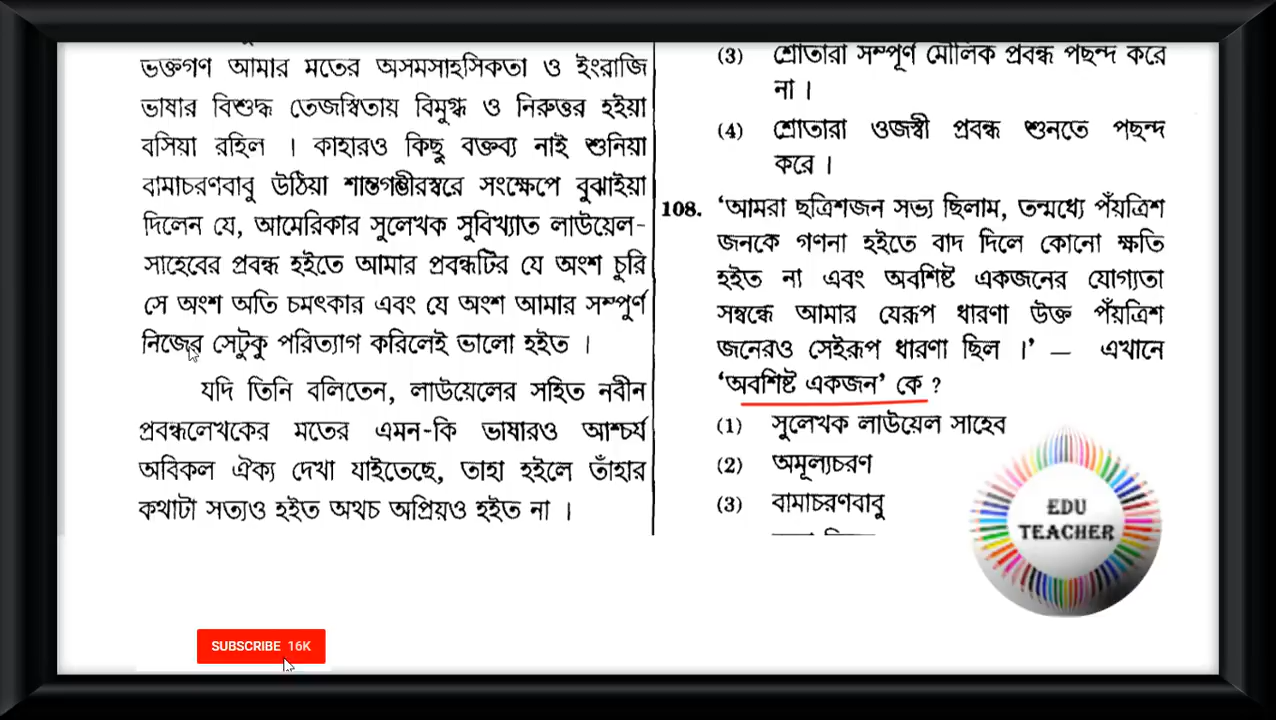 ভক্তগণ আমার মতের অসমসাহসিকতা ও ইংরাজি
ভাষার বিশুদ্ধ তেজস্বিতায় বিমুগ্ধ ও নিরুত্তর হইয়া
বসিয়া রহিল । কাহারও কিছু বক্তব্য নাই শুনিয়া
বামাচরণবাবু উঠিয়া শান্তগম্ভীরস্বরে সংক্ষেপে বুঝাইয়া
দিলেন যে, আমেরিকার সুলেখক সুবিখ্যাত লাউয়েল-
সাহেবের প্রবন্ধ হইতে আমার প্রবন্ধটির যে অংশ চুরি
সে অংশ অতি চমৎকার এবং যে অংশ আমার সম্পূর্ণ
নিজের সেটুকু পরিত্যাগ করিলেই ভালো হইত ।
যদি তিনি বলিতেন, লাউয়েলের সহিত নবীন
প্রবন্ধলেখকের মতের এমন-কি ভাষারও আশ্চর্য
অবিকল ঐক্য দেখা যাইতেছে, তাহা হইলে তাঁহার
কথাটা সত্যও হইত অথচ অপ্রিয়ও হইত না ।
(3) শ্রোতারা সম্পূর্ণ মৌলিক প্রবন্ধ পছন্দ করে
না ।
(4) শ্রোতারা ওজস্বী প্রবন্ধ শুনতে পছন্দ
করে ।
108. ‘আমরা ছত্রিশজন সভ্য ছিলাম, তন্মধ্যে পঁয়ত্রিশ
জনকে গণনা হইতে বাদ দিলে কোনো ক্ষতি
হইত না এবং অবশিষ্ট একজনের যোগ্যতা
সম্বন্ধে আমার যেরূপ ধারণা উক্ত পঁয়ত্রিশ
জনেরও সেইরূপ ধারণা ছিল ।’ — এখানে
‘অবশিষ্ট একজন’ কে ?
(1) সুলেখক লাউয়েল সাহেব
(2) অমূল্যচরণ
(3) বামাচরণবাবু
EDU
TEACHER
SUBSCRIBE 16K